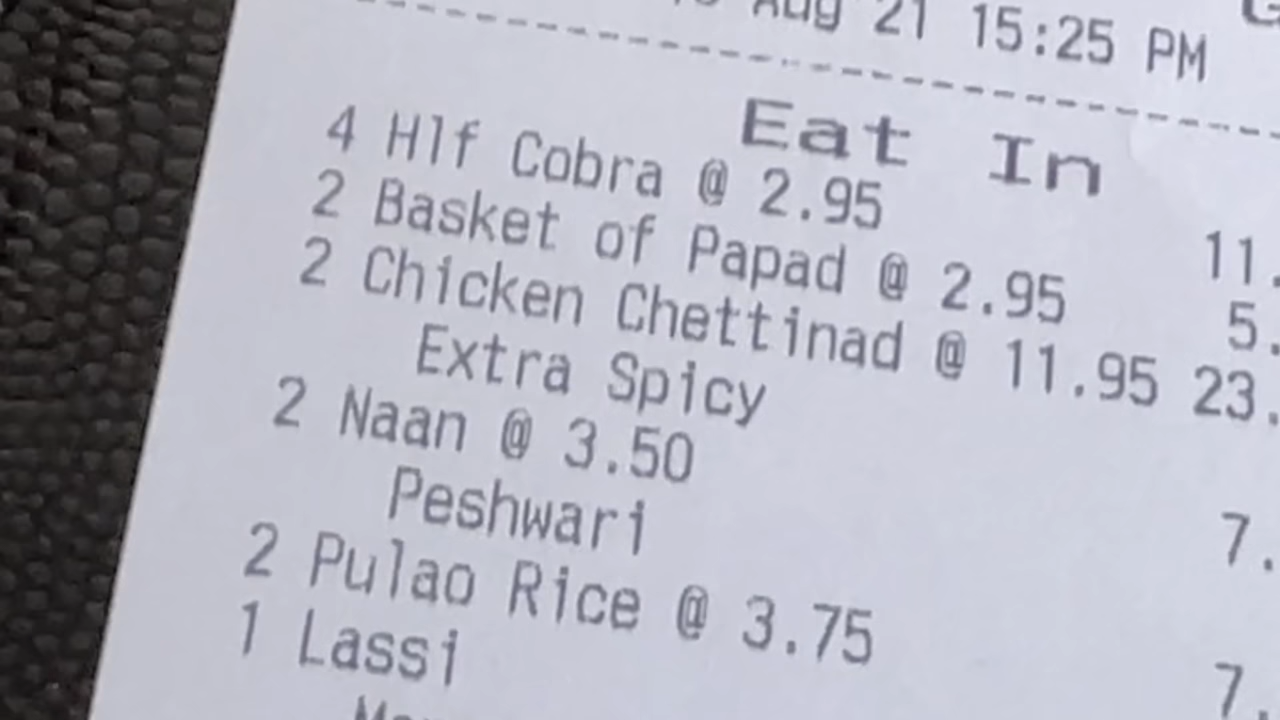 Aug 21 15:25 PM
Eat In
4 Hlf Cobra @ 2.95 11.
2 Basket of Papad @ 2.95 5.
2 Chicken Chettinad @ 11.95 23.
Extra Spicy
2 Naan @ 3.50
Peshwari 7.
2 Pulao Rice @ 3.75 7.
1 Lassi